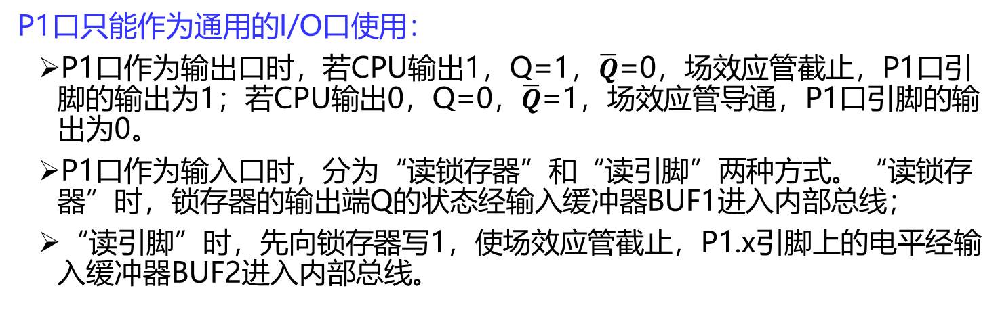 P1口只能作为通用的I/O口使用：
➢P1口作为输出口时，若CPU输出1，Q=1，Q̅=0，场效应管截止，P1口引
脚的输出为1；若CPU输出0，Q=0，Q̅=1，场效应管导通，P1口引脚的输
出为0。
➢P1口作为输入口时，分为“读锁存器”和“读引脚”两种方式。“读锁存
器”时，锁存器的输出端Q的状态经输入缓冲器BUF1进入内部总线；
➢“读引脚”时，先向锁存器写1，使场效应管截止，P1.x引脚上的电平经输
入缓冲器BUF2进入内部总线。